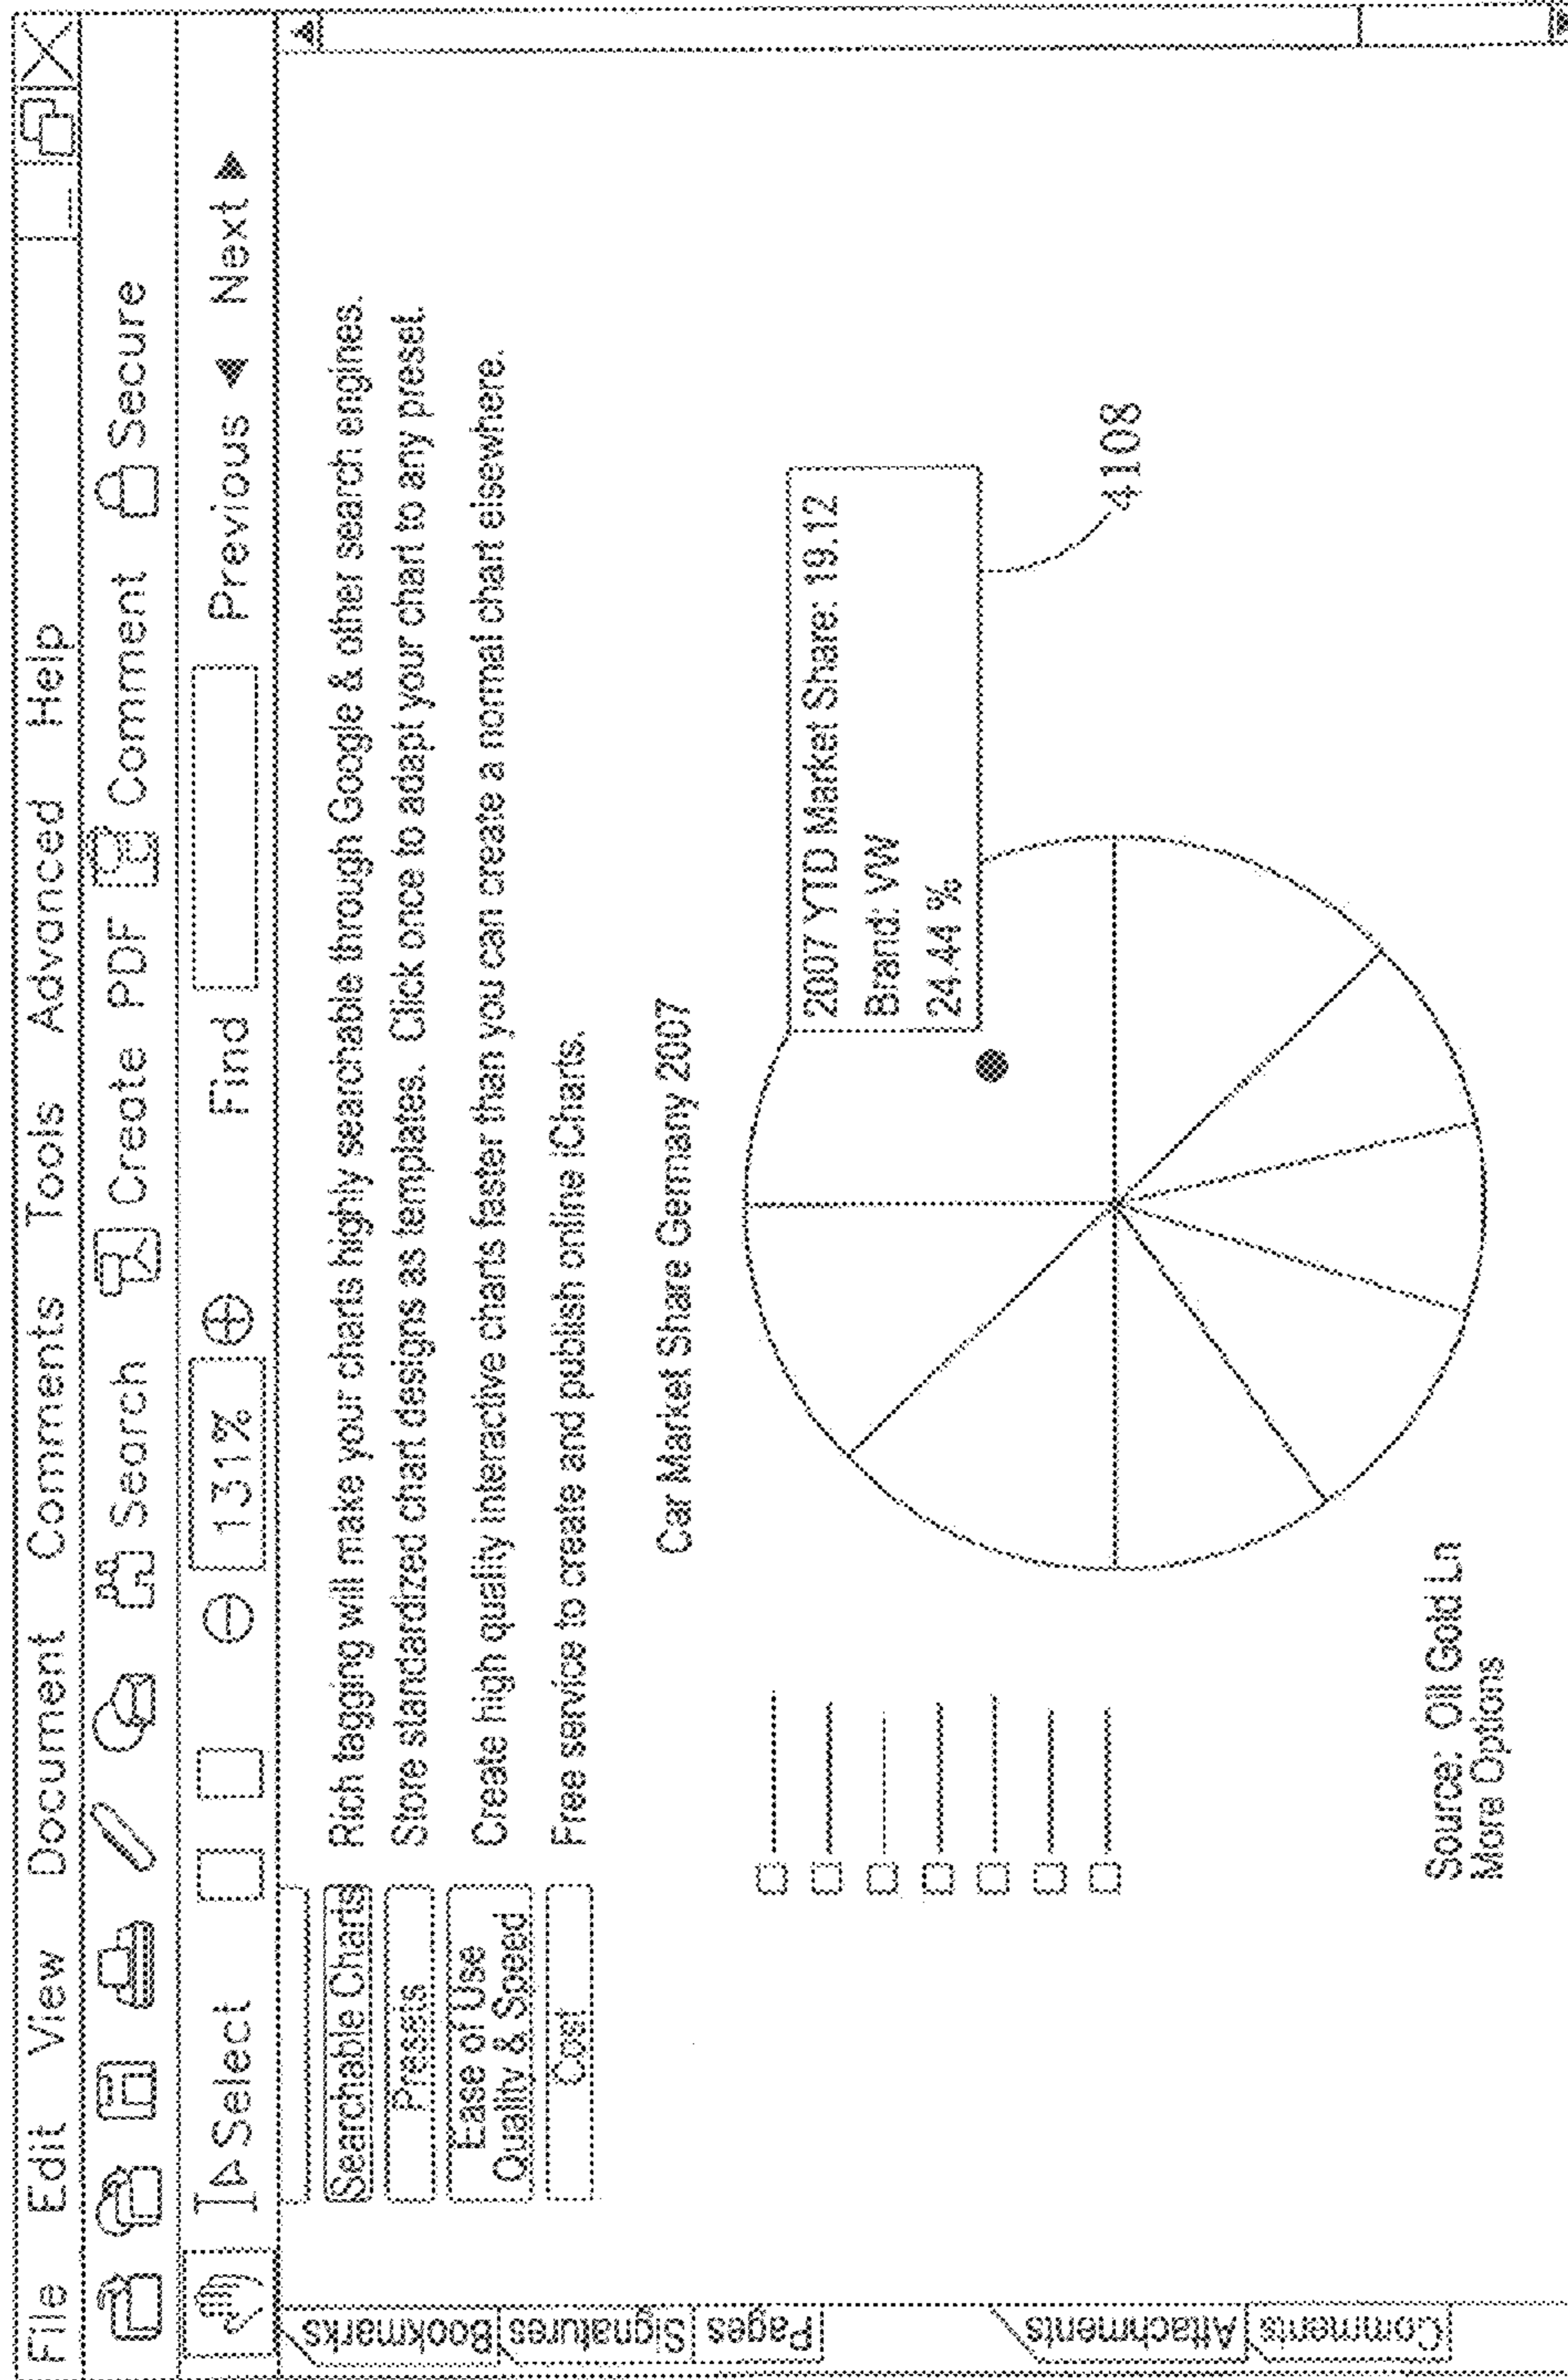 File Edit View Document Comments Tools Advanced Help
Create PDF Comment Secure
Search
Select 131% Find Previous Next
Searchable Charts Rich tagging will make your charts highly searchable through Google & other search engines.
Presets Store standardized chart designs as templates. Click once to adapt your chart to any preset.
Ease of Use
Quality & Speed
Create high quality interactive charts faster than you can create a normal chart elsewhere.
Cost Free service to create and publish online iCharts.
Bookmarks
Signatures
Pages
Attachments
Comments
Car Market Share Germany 2007
2007 YTD Market Share: 19.12
Brand: VW
24.44 %
4108
Source: Oil Gold Ln
More Options